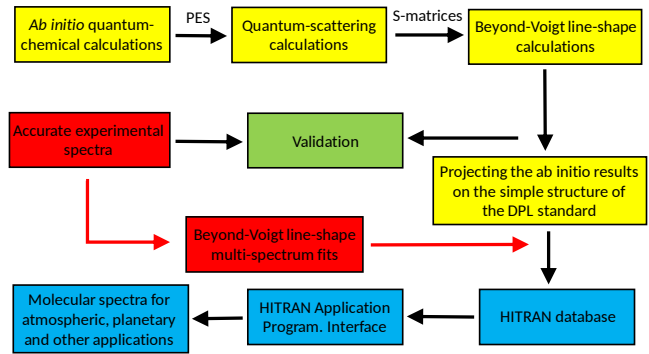 Ab initio quantum-
chemical calculations
PES
Quantum-scattering
calculations
S-matrices
Beyond-Voigt line-shape
calculations
Accurate experimental
spectra
Validation
Projecting the ab initio results
on the simple structure of
the DPL standard
Beyond-Voigt line-shape
multi-spectrum fits
Molecular spectra for
atmospheric, planetary
and other applications
HITRAN Application
Program. Interface
HITRAN database